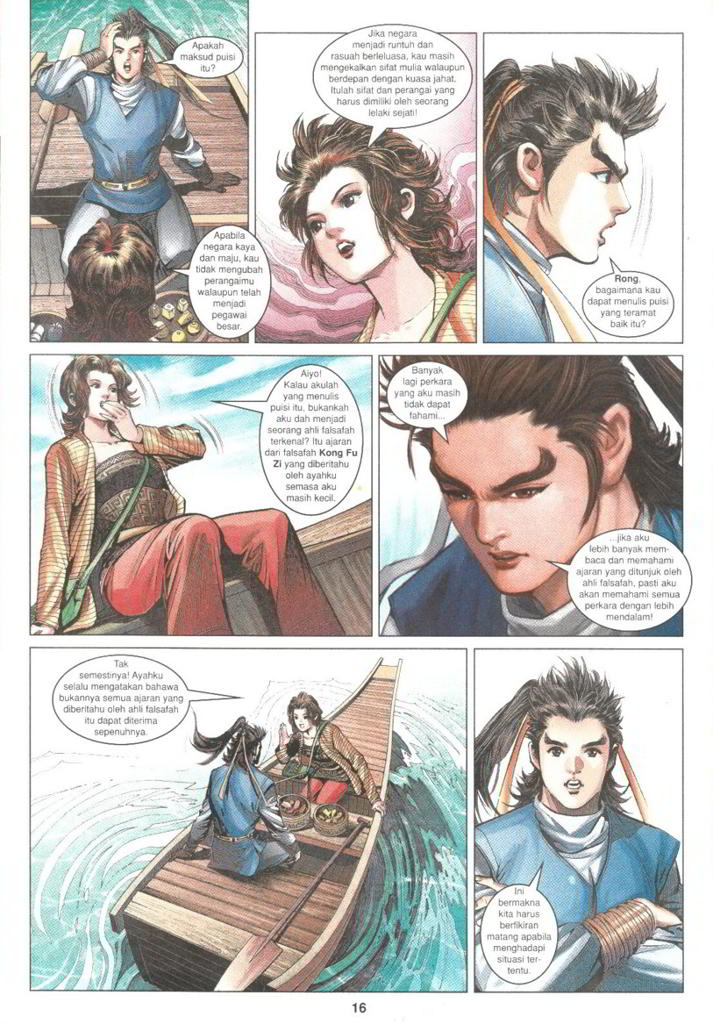 Apakah
maksud puisi
itu?
Apabila
negara kaya
dan maju, kau
tidak mengubah
perangaimu
walaupun telah
menjadi
pegawai
besar.
Jika negara
menjadi runtuh dan
rasuah berleluasa, kau masih
mengekalkan sifat mulia walaupun
berdepan dengan kuasa jahat.
Itulah sifat dan perangai yang
harus dimiliki oleh seorang
lelaki sejati!
Rong,
bagaimana kau
dapat menulis puisi
yang teramat
baik itu?
Aiyo!
Kalau akulah
yang menulis
puisi itu, bukankah
aku dah menjadi
seorang ahli falsafah
terkenal? Itu ajaran
dari falsafah Kong Fu
Zi yang diberitahu
oleh ayahku
semasa aku
masih kecil.
Banyak
lagi perkara
yang aku masih
tidak dapat
fahami...
...jika aku
lebih banyak mem-
baca dan memahami
ajaran yang ditunjuk oleh
ahli falsafah, pasti aku
akan memahami semua
perkara dengan lebih
mendalam!
Tak
semestinya! Ayahku
selalu mengatakan bahawa
bukannya semua ajaran yang
diberitahu oleh ahli falsafah
itu dapat diterima
sepenuhnya.
Ini
bermakna
kita harus
berfikiran
matang apabila
menghadapi
situasi ter-
tentu.
16